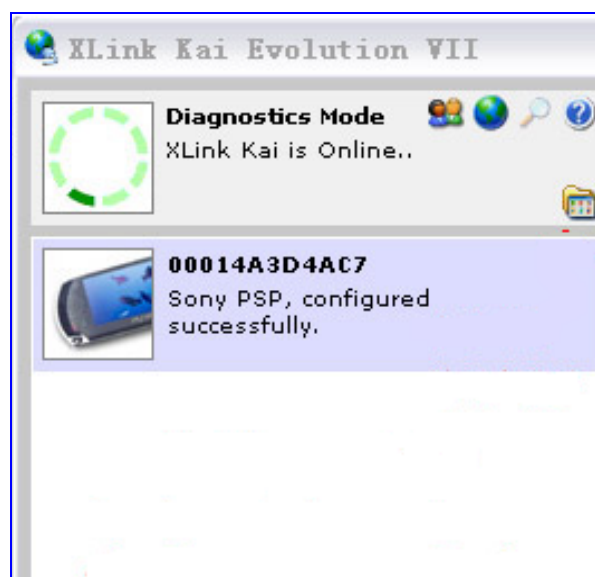 XLink Kai Evolution VII
Diagnostics Mode
XLink Kai is Online..
00014A3D4AC7
Sony PSP, configured
successfully.